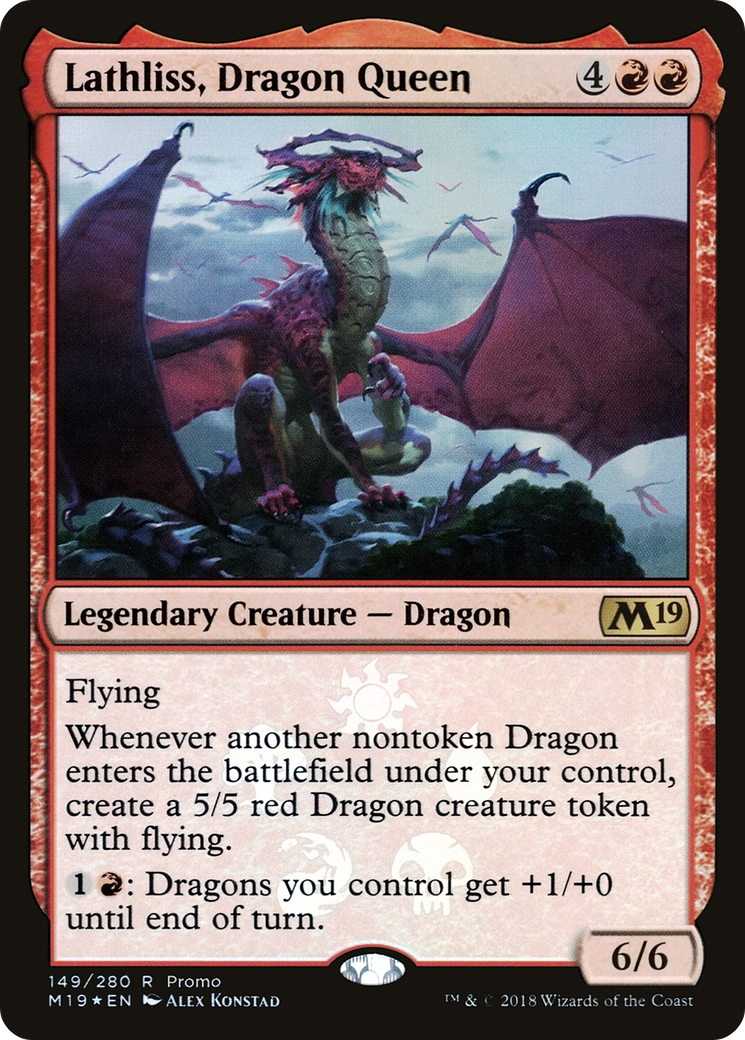 Lathliss, Dragon Queen 4
Legendary Creature — Dragon M19
Flying
Whenever another nontoken Dragon
enters the battlefield under your control,
create a 5/5 red Dragon creature token
with flying.
1 : Dragons you control get +1/+0
until end of turn.
6/6
149/280 R Promo
M19★EN Alex Konstad
™ & © 2018 Wizards of the Coast